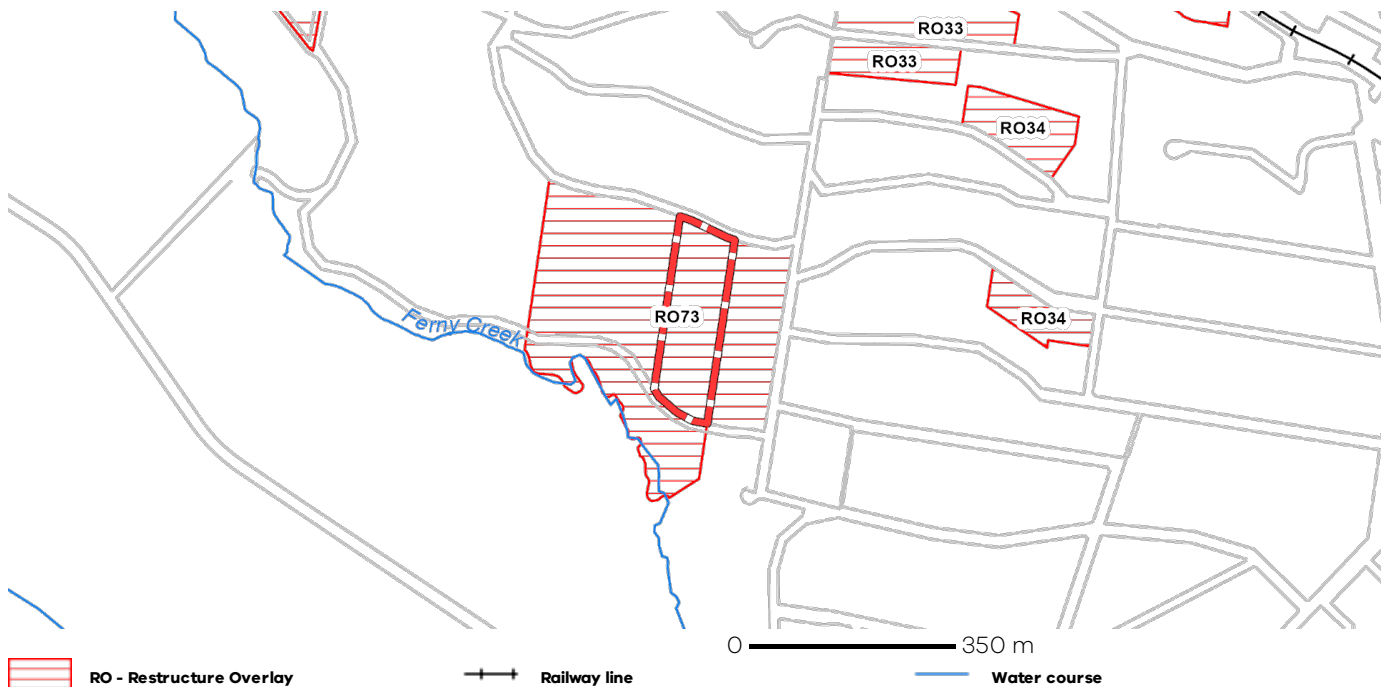 RO33
RO33
RO34
RO73
Ferny Creek
RO34
0 350 m
RO - Restructure Overlay Railway line Water course